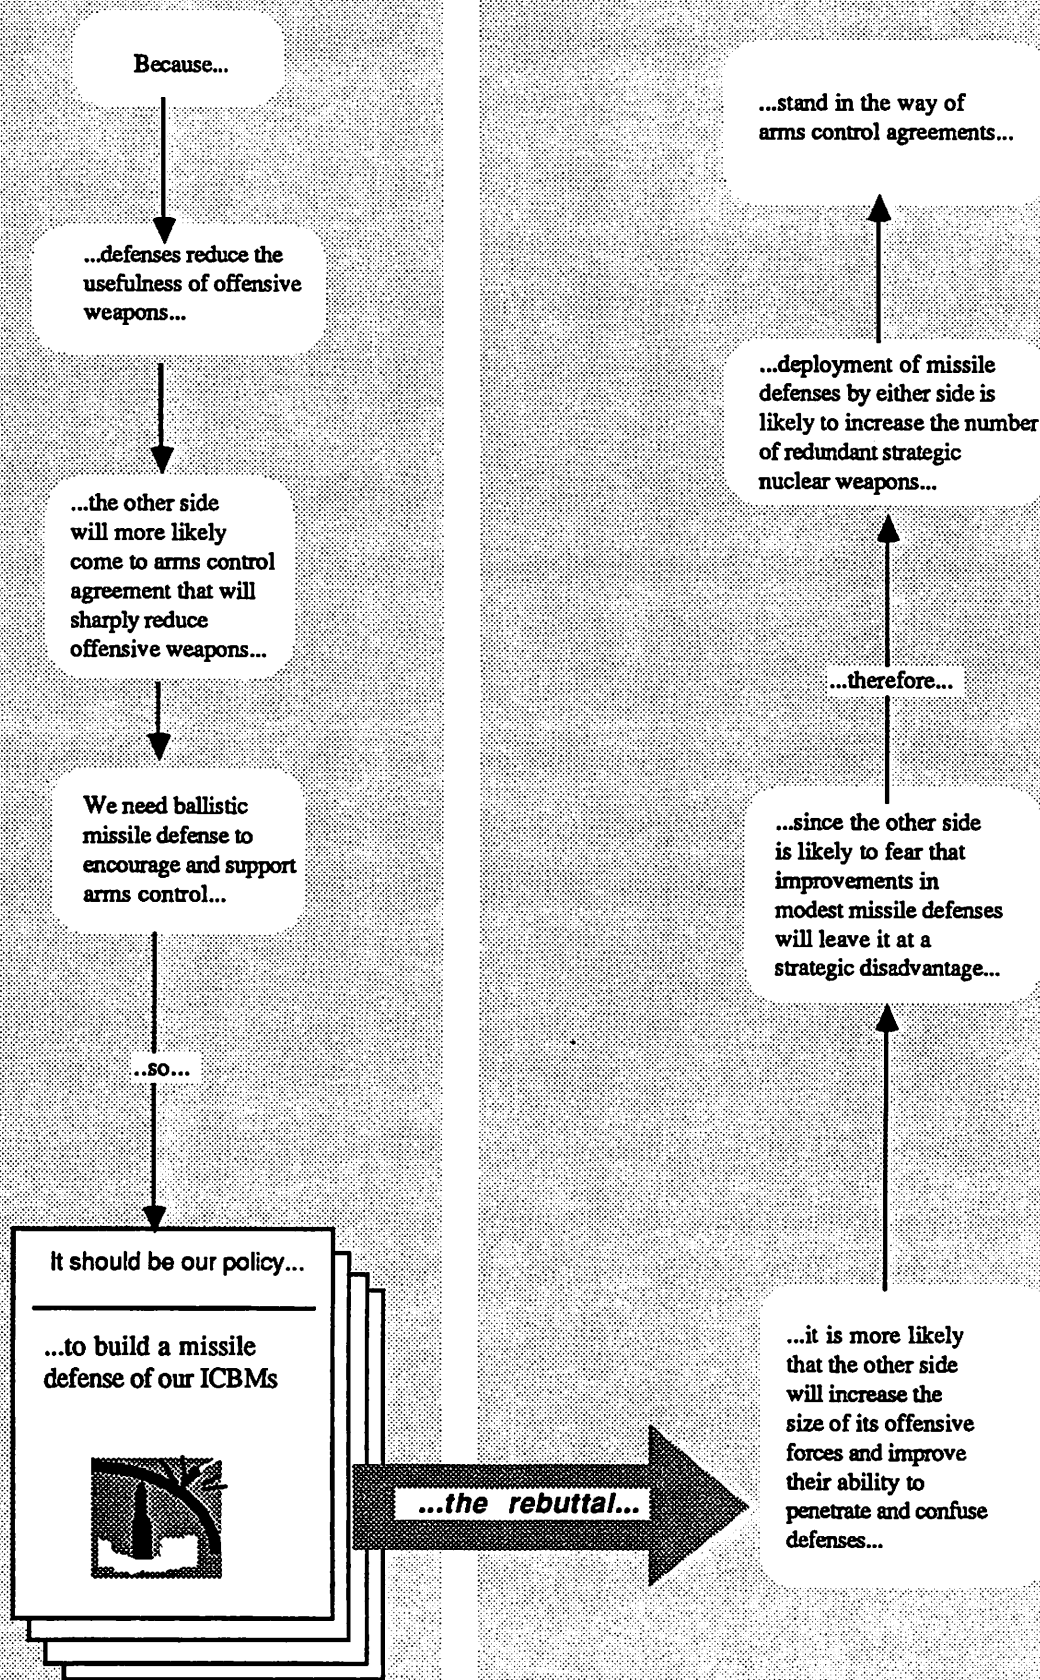 Because...
...defenses reduce the
usefulness of offensive
weapons...
...the other side
will more likely
come to arms control
agreement that will
sharply reduce
offensive weapons...
We need ballistic
missile defense to
encourage and support
arms control...
..so...
It should be our policy...
...to build a missile
defense of our ICBMs
...the rebuttal...
...it is more likely
that the other side
will increase the
size of its offensive
forces and improve
their ability to
penetrate and confuse
defenses...
...since the other side
is likely to fear that
improvements in
modest missile defenses
will leave it at a
strategic disadvantage...
...therefore...
...deployment of missile
defenses by either side is
likely to increase the number
of redundant strategic
nuclear weapons...
...stand in the way of
arms control agreements...